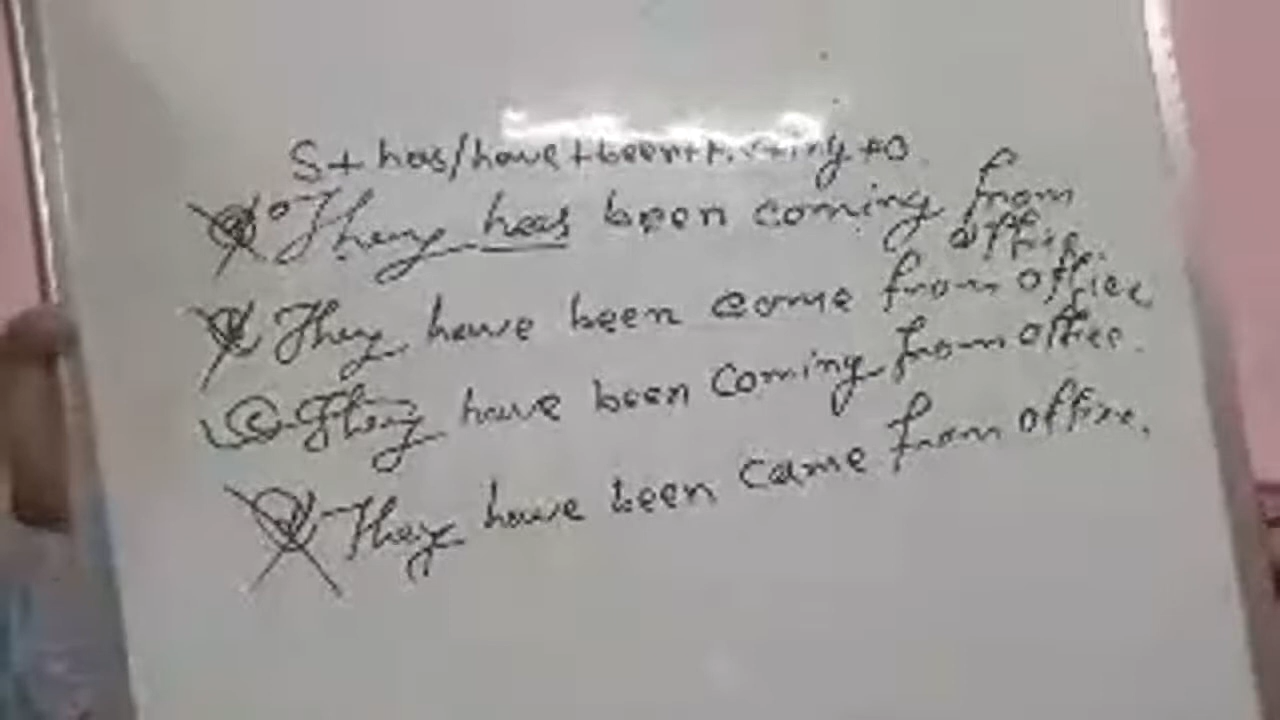 S + has/have + been + + ing + o
a. They has been coming from
office.
They have been come from office
c. They have been coming from office.
They have been came from office.